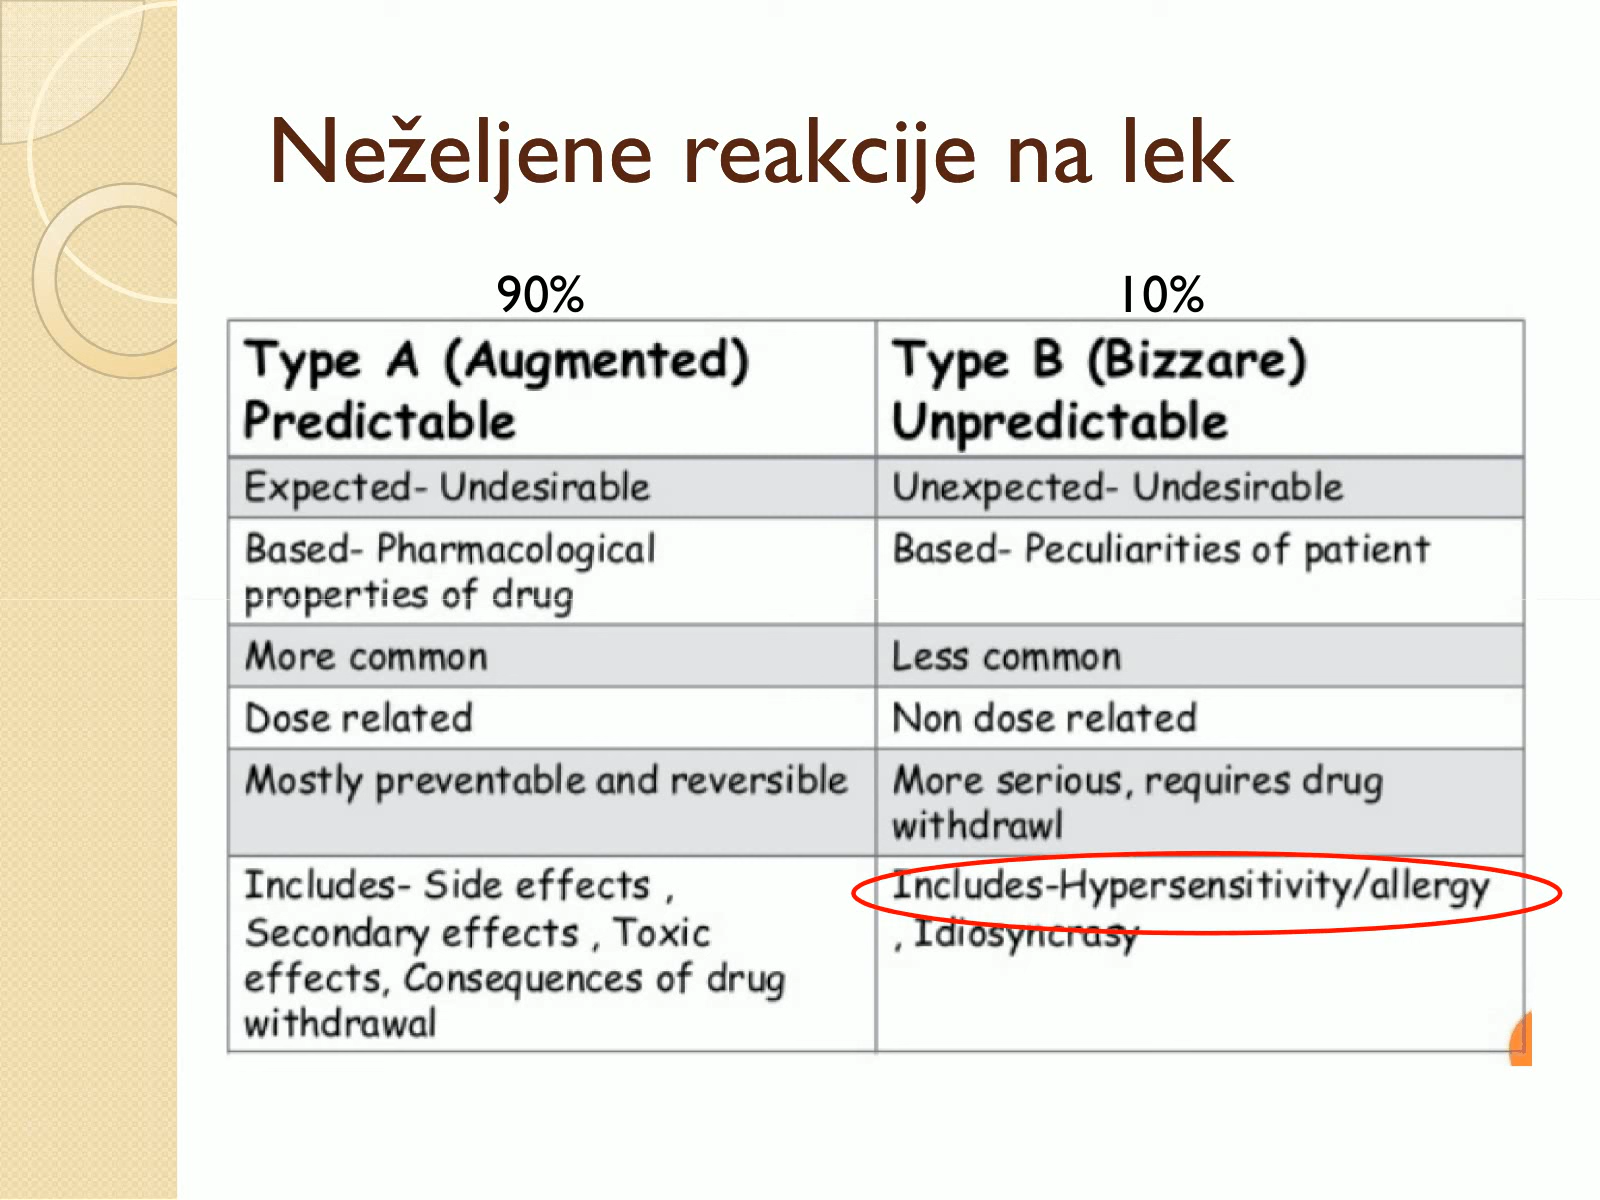 Neželjene reakcije na lek
90%
10%
Type A (Augmented)
Predictable
Type B (Bizzare)
Unpredictable
Expected- Undesirable
Unexpected- Undesirable
Based- Pharmacological
properties of drug
Based- Peculiarities of patient
More common
Less common
Dose related
Non dose related
Mostly preventable and reversible
More serious, requires drug
withdrawl
Includes- Side effects ,
Secondary effects , Toxic
effects, Consequences of drug
withdrawal
Includes-Hypersensitivity/allergy
, Idiosyncrasy